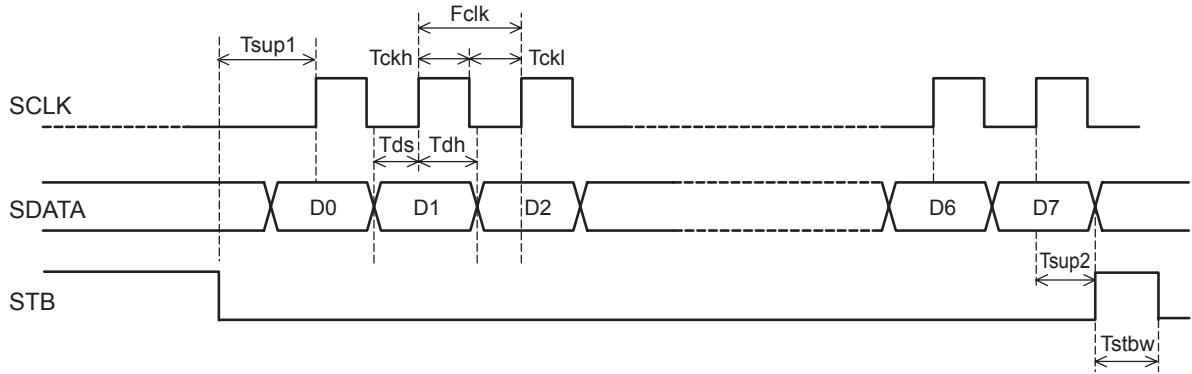 Fclk
Tsup1
Tckh Tckl
SCLK
Tds Tdh
SDATA D0 D1 D2 D6 D7
Tsup2
STB
Tstbw